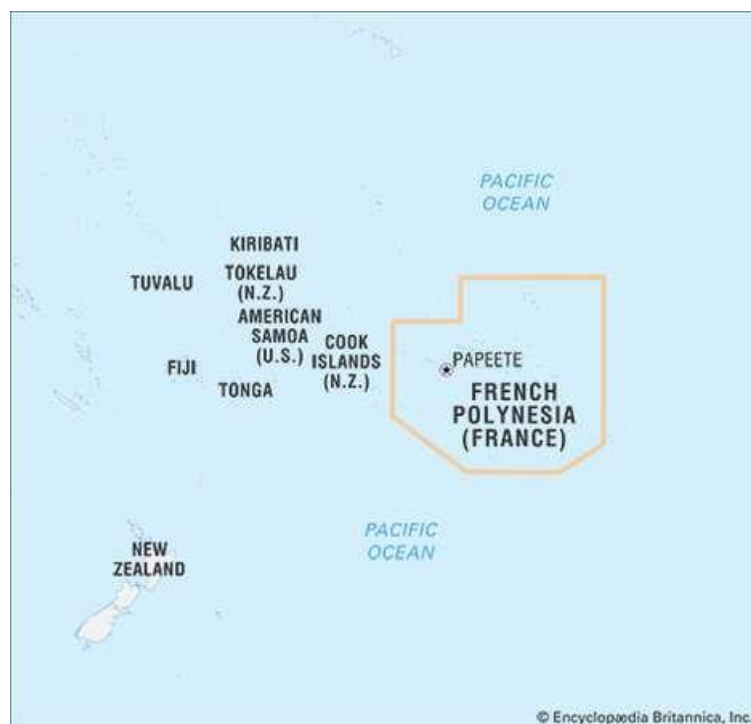 PACIFIC
OCEAN
KIRIBATI
TUVALU
TOKELAU
(N.Z.)
AMERICAN
SAMOA
(U.S.)
COOK
ISLANDS
(N.Z.)
FIJI
TONGA
PAPEETE
FRENCH
POLYNESIA
(FRANCE)
PACIFIC
OCEAN
NEW
ZEALAND
© Encyclopædia Britannica, Inc.